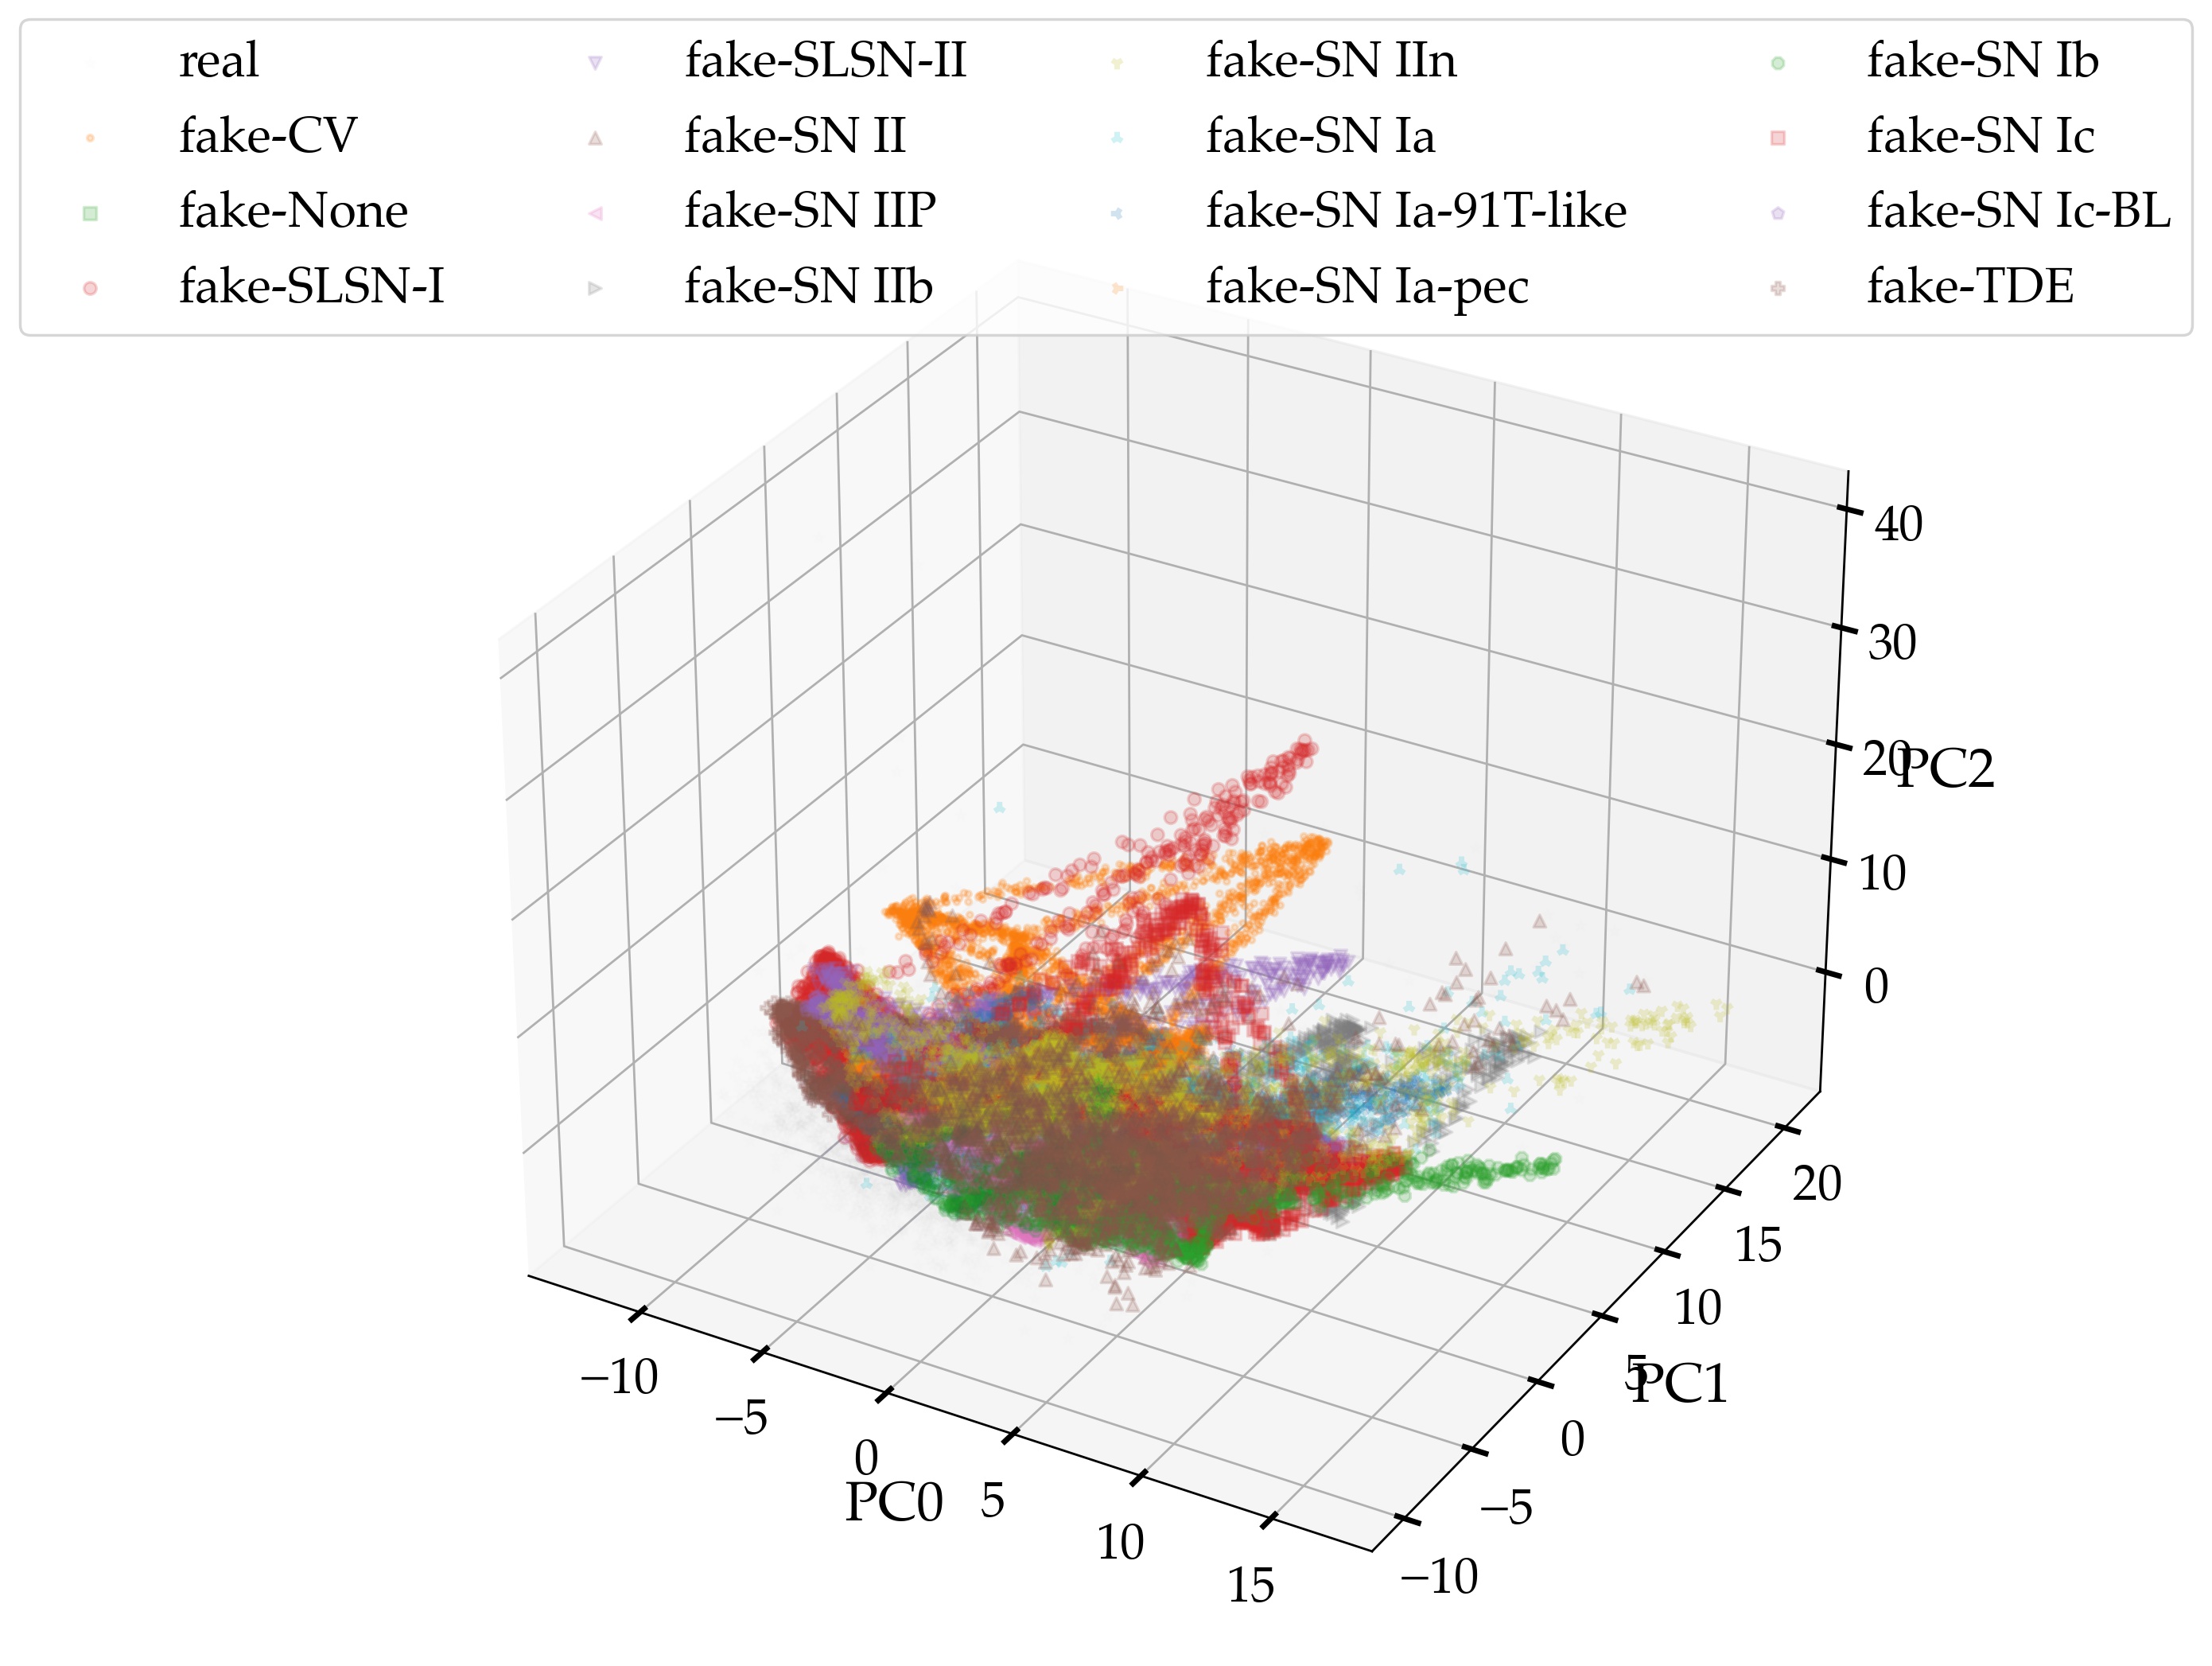 real
fake-CV
fake-None
fake-SLSN-I
fake-SLSN-II
fake-SN II
fake-SN IIP
fake-SN IIb
fake-SN IIn
fake-SN Ia
fake-SN Ia-91T-like
fake-SN Ia-pec
fake-SN Ib
fake-SN Ic
fake-SN Ic-BL
fake-TDE
40
30
20
PC2
10
0
20
15
10
5
PC1
0
−5
−10
−10
−5
0
PC0
5
10
15